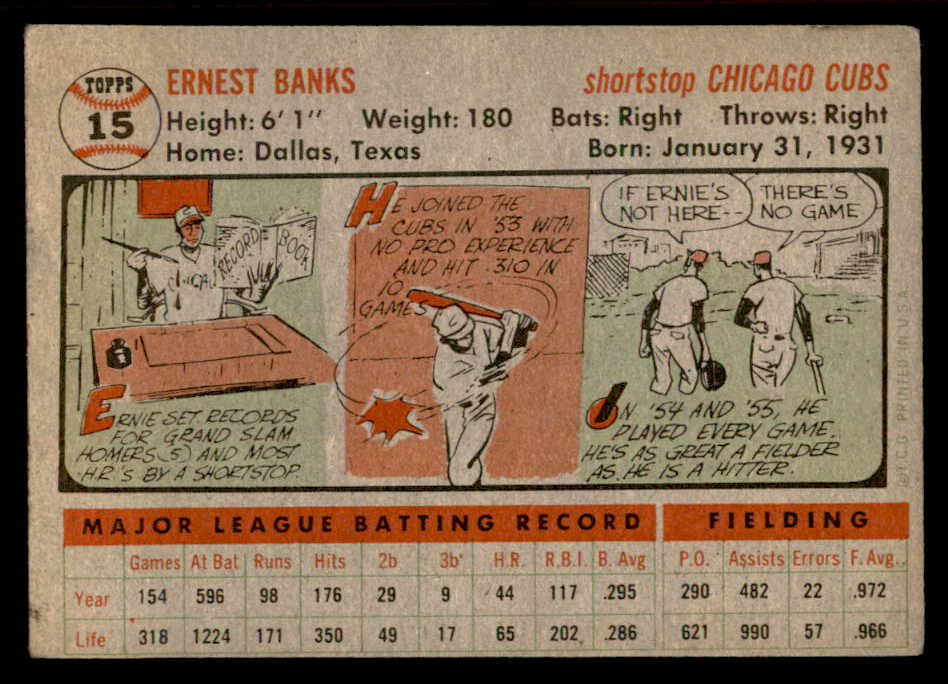 TOPPS
15
ERNEST BANKS
shortstop CHICAGO CUBS
Height: 6' 1" Weight: 180 Bats: Right Throws: Right
Home: Dallas, Texas Born: January 31, 1931
RECORD BOOK
ERNIE SET RECORDS
FOR GRAND SLAM
HOMERS (5) AND MOST
H.R.'S BY A SHORTSTOP.
HE JOINED THE
CUBS IN '53 WITH
NO PRO EXPERIENCE
AND HIT .310 IN
10
GAMES
IF ERNIE'S
NOT HERE--
THERE'S
NO GAME
IN '54 AND '55, HE
PLAYED EVERY GAME.
HE'S AS GREAT A FIELDER
AS HE IS A HITTER.
©T.C.G. PRINTED IN U.S.A.
MAJOR LEAGUE BATTING RECORD FIELDING
Games At Bat Runs Hits 2b 3b H.R. R.B.I. B. Avg P.O. Assists Errors F. Avg.
Year 154 596 98 176 29 9 44 117 .295 290 482 22 .972
Life 318 1224 171 350 49 17 65 202 .286 621 990 57 .966